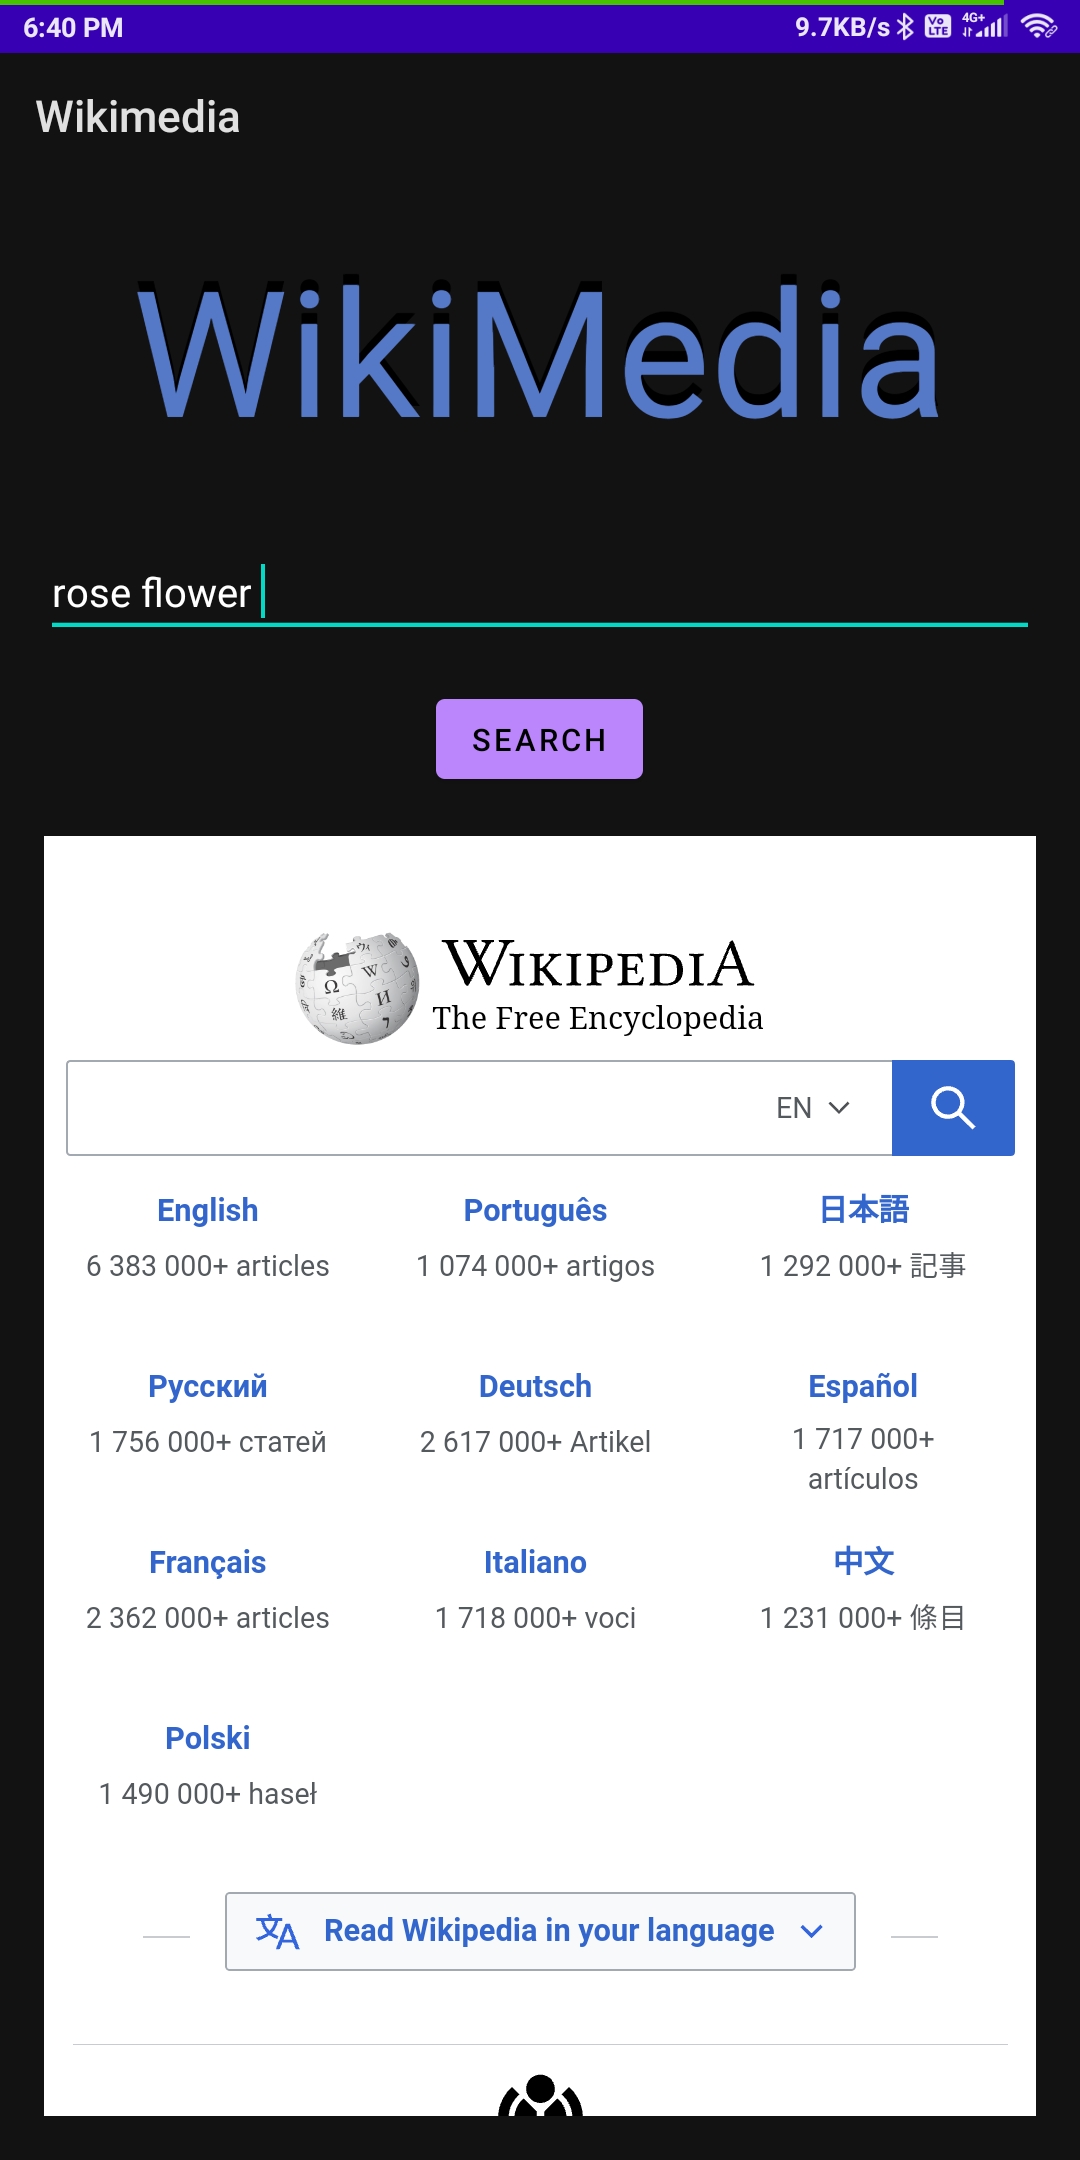 6:40 PM
9.7KB/s Vo LTE 4G+
Wikimedia
WikiMedia
rose flower
SEARCH
WIKIPEDIA
The Free Encyclopedia
EN
English Português 日本語
6 383 000+ articles 1 074 000+ artigos 1 292 000+ 記事
Русский Deutsch Español
1 756 000+ статей 2 617 000+ Artikel 1 717 000+
artículos
Français Italiano 中文
2 362 000+ articles 1 718 000+ voci 1 231 000+ 條目
Polski
1 490 000+ haseł
Read Wikipedia in your language